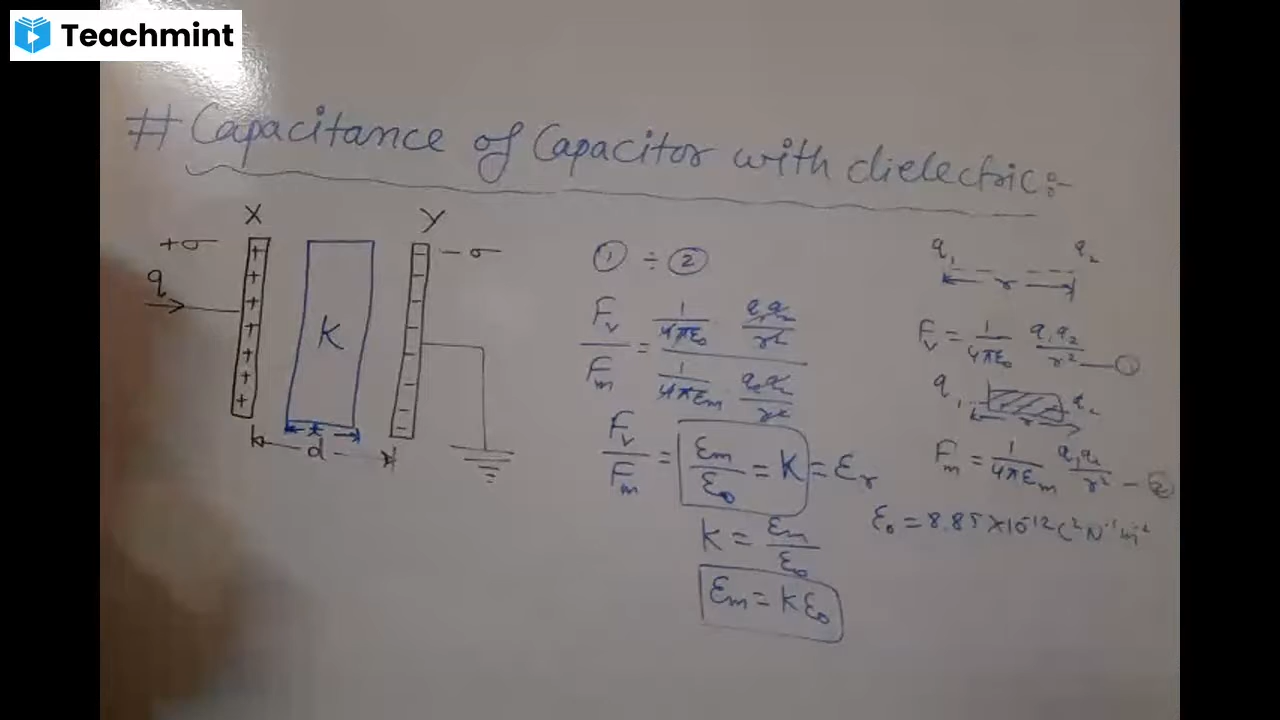 Teachmint
# Capacitance of Capacitor with dielectric:-
X
Y
+σ
-σ
q
K
t
d
① ÷ ②
F_v/F_m = (1/4πε₀ q₁q₂/r²)/(1/4πε_m q₁q₂/r²)
F_v/F_m = ε_m/ε₀ = K = ε_r
K = ε_m/ε₀
ε_m = Kε₀
q₁ q₂
r
F_v = 1/4πε₀ q₁q₂/r² — ①
q₁ q₂
F_m = 1/4πε_m q₁q₂/r² — ②
ε₀ = 8.85 × 10⁻¹² C² N⁻¹ m⁻²